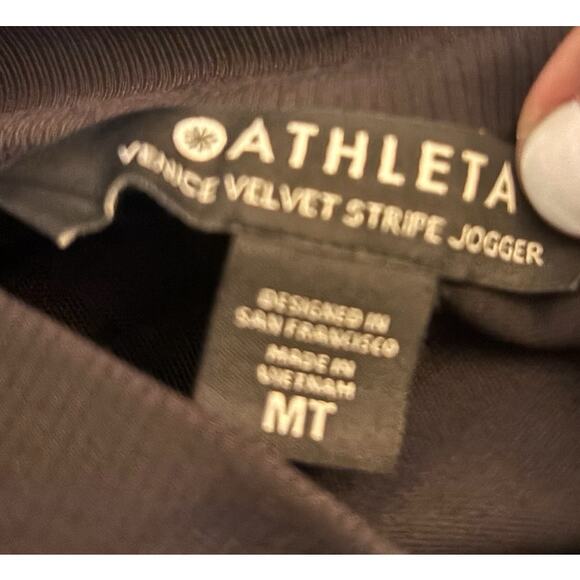 ATHLETA
VENICE VELVET STRIPE JOGGER
DESIGNED IN
SAN FRANCISCO
MADE IN
VIETNAM
MT